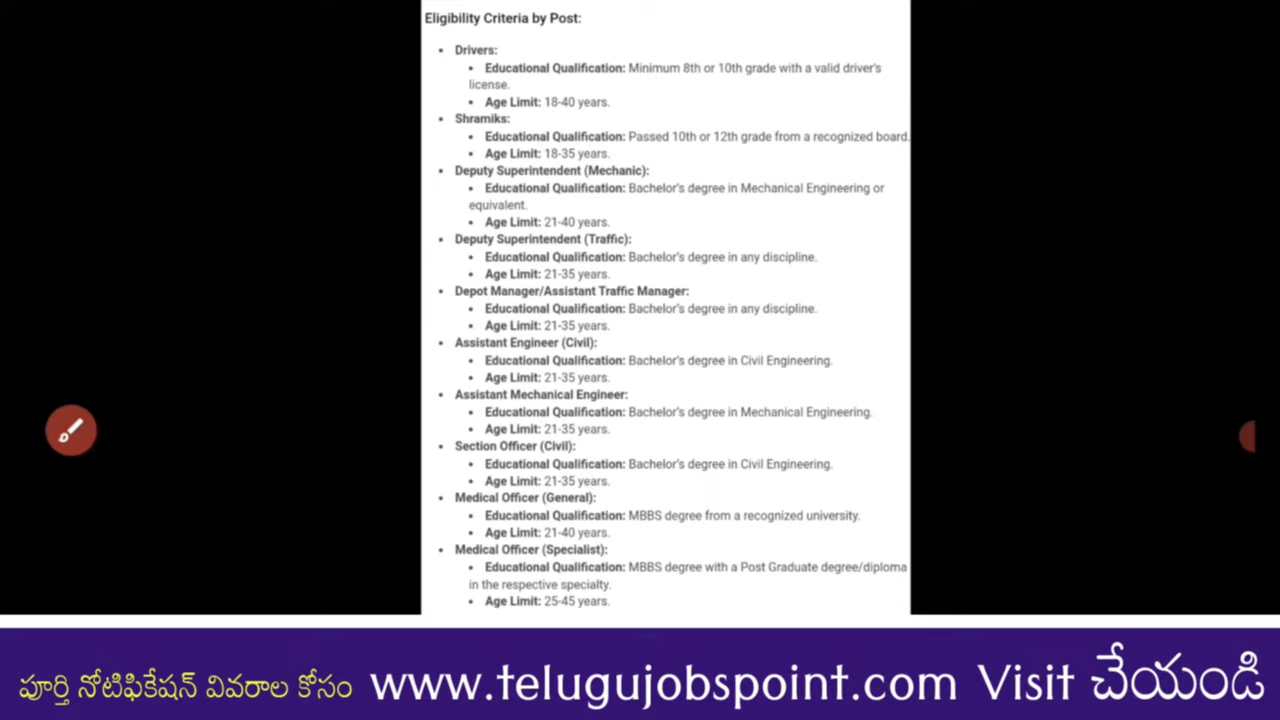 Eligibility Criteria by Post:
• Drivers:
• Educational Qualification: Minimum 8th or 10th grade with a valid driver's
license.
• Age Limit: 18-40 years.
• Shramiks:
• Educational Qualification: Passed 10th or 12th grade from a recognized board.
• Age Limit: 18-35 years.
• Deputy Superintendent (Mechanic):
• Educational Qualification: Bachelor's degree in Mechanical Engineering or
equivalent.
• Age Limit: 21-40 years.
• Deputy Superintendent (Traffic):
• Educational Qualification: Bachelor's degree in any discipline.
• Age Limit: 21-35 years.
• Depot Manager/Assistant Traffic Manager:
• Educational Qualification: Bachelor's degree in any discipline.
• Age Limit: 21-35 years.
• Assistant Engineer (Civil):
• Educational Qualification: Bachelor's degree in Civil Engineering.
• Age Limit: 21-35 years.
• Assistant Mechanical Engineer:
• Educational Qualification: Bachelor's degree in Mechanical Engineering.
• Age Limit: 21-35 years.
• Section Officer (Civil):
• Educational Qualification: Bachelor's degree in Civil Engineering.
• Age Limit: 21-35 years.
• Medical Officer (General):
• Educational Qualification: MBBS degree from a recognized university.
• Age Limit: 21-40 years.
• Medical Officer (Specialist):
• Educational Qualification: MBBS degree with a Post Graduate degree/diploma
in the respective specialty.
• Age Limit: 25-45 years.
పూర్తి నోటిఫికేషన్ వివరాల కోసం www.telugujobspoint.com Visit చేయండి